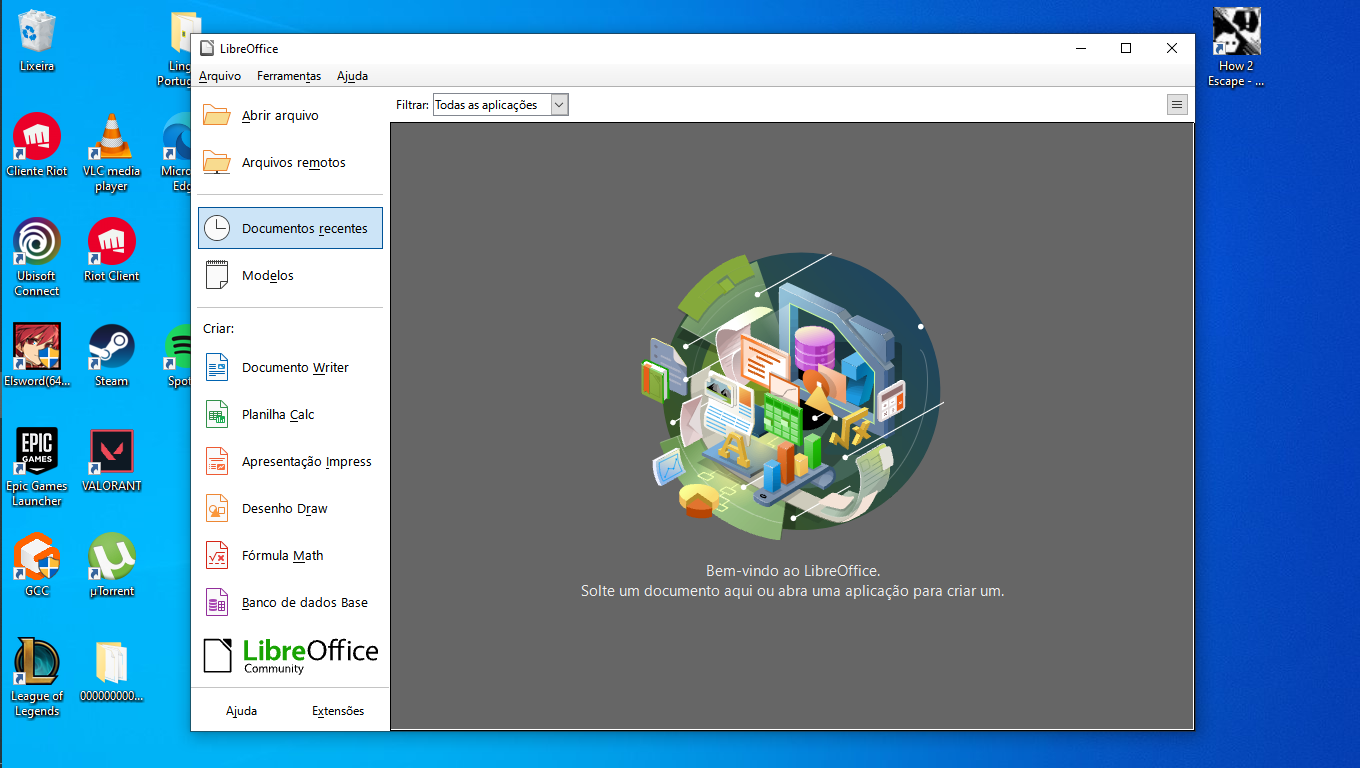 Lixeira
Ling
Portug
Cliente Riot
VLC media
player
Micro
Edg
Ubisoft
Connect
Riot Client
Elsword(64...
Steam
Spot
EPIC
GAMES
Epic Games
Launcher
VALORANT
GCC
µTorrent
League of
Legends
000000000...
LibreOffice
Arquivo Ferramentas Ajuda
Abrir arquivo
Arquivos remotos
Documentos recentes
Modelos
Criar:
Documento Writer
Planilha Calc
Apresentação Impress
Desenho Draw
Fórmula Math
Banco de dados Base
LibreOffice
Community
Ajuda Extensões
Filtrar: Todas as aplicações
Bem-vindo ao LibreOffice.
Solte um documento aqui ou abra uma aplicação para criar um.
How 2
Escape - ...